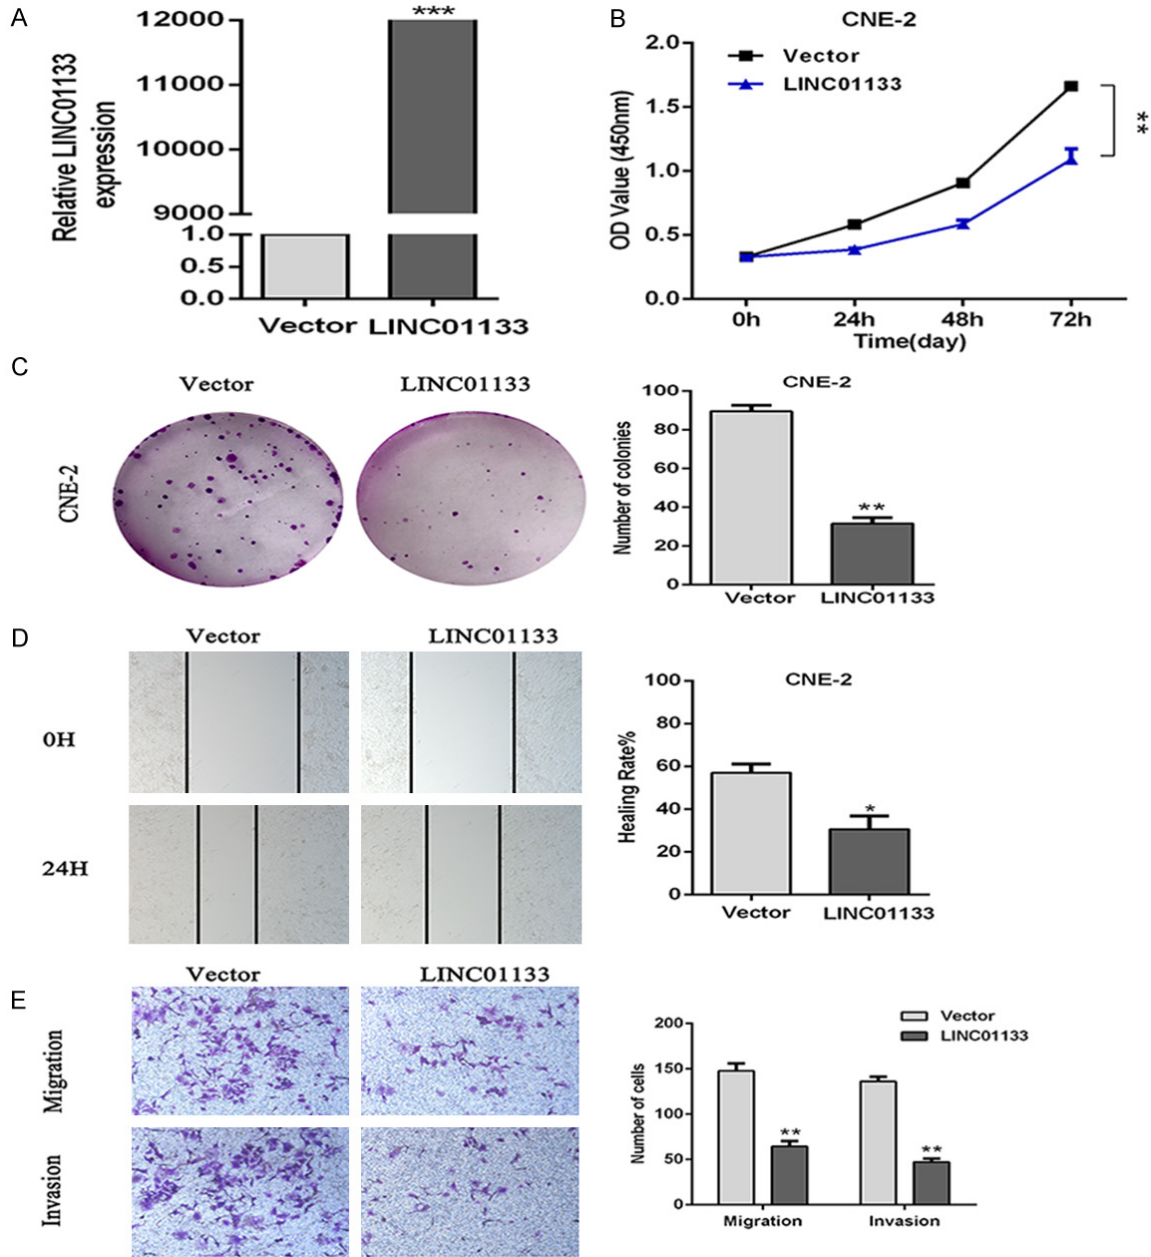 A
Relative LINC01133
expression
12000
11000
10000
9000
1.0
0.5
0.0
***
Vector LINC01133
B
CNE-2
OD Value (450nm)
2.0
1.5
1.0
0.5
0.0
Vector
LINC01133
**
0h 24h 48h 72h
Time(day)
C
Vector LINC01133
CNE-2
CNE-2
Number of colonies
100
80
60
40
20
0
**
Vector LINC01133
D
Vector LINC01133
0H
24H
CNE-2
Healing Rate%
100
80
60
40
20
0
*
Vector LINC01133
E
Vector LINC01133
Migration
Invasion
Vector
LINC01133
Number of cells
200
150
100
50
0
**
**
Migration Invasion